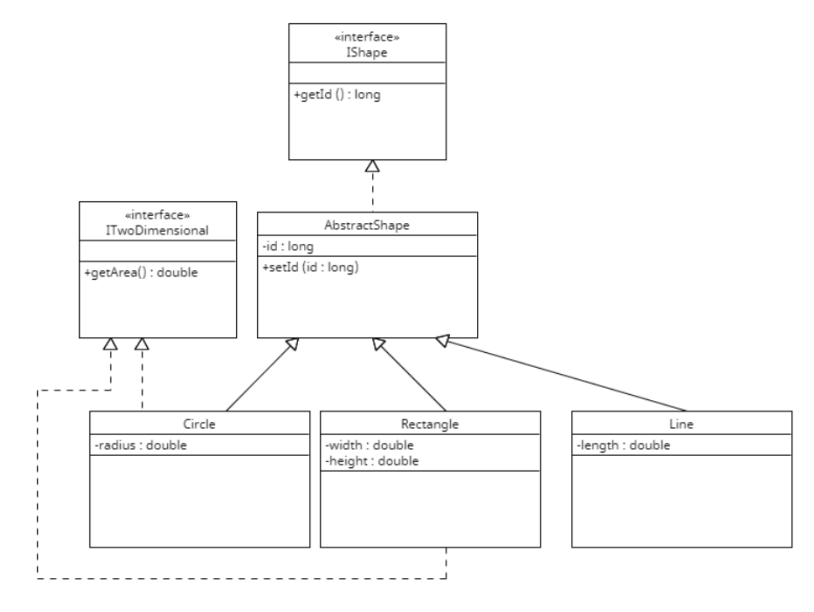 «interface»
IShape
+getId () : long
«interface»
ITwoDimensional
+getArea() : double
AbstractShape
-id : long
+setId (id : long)
Circle
-radius : double
Rectangle
-width : double
-height : double
Line
-length : double